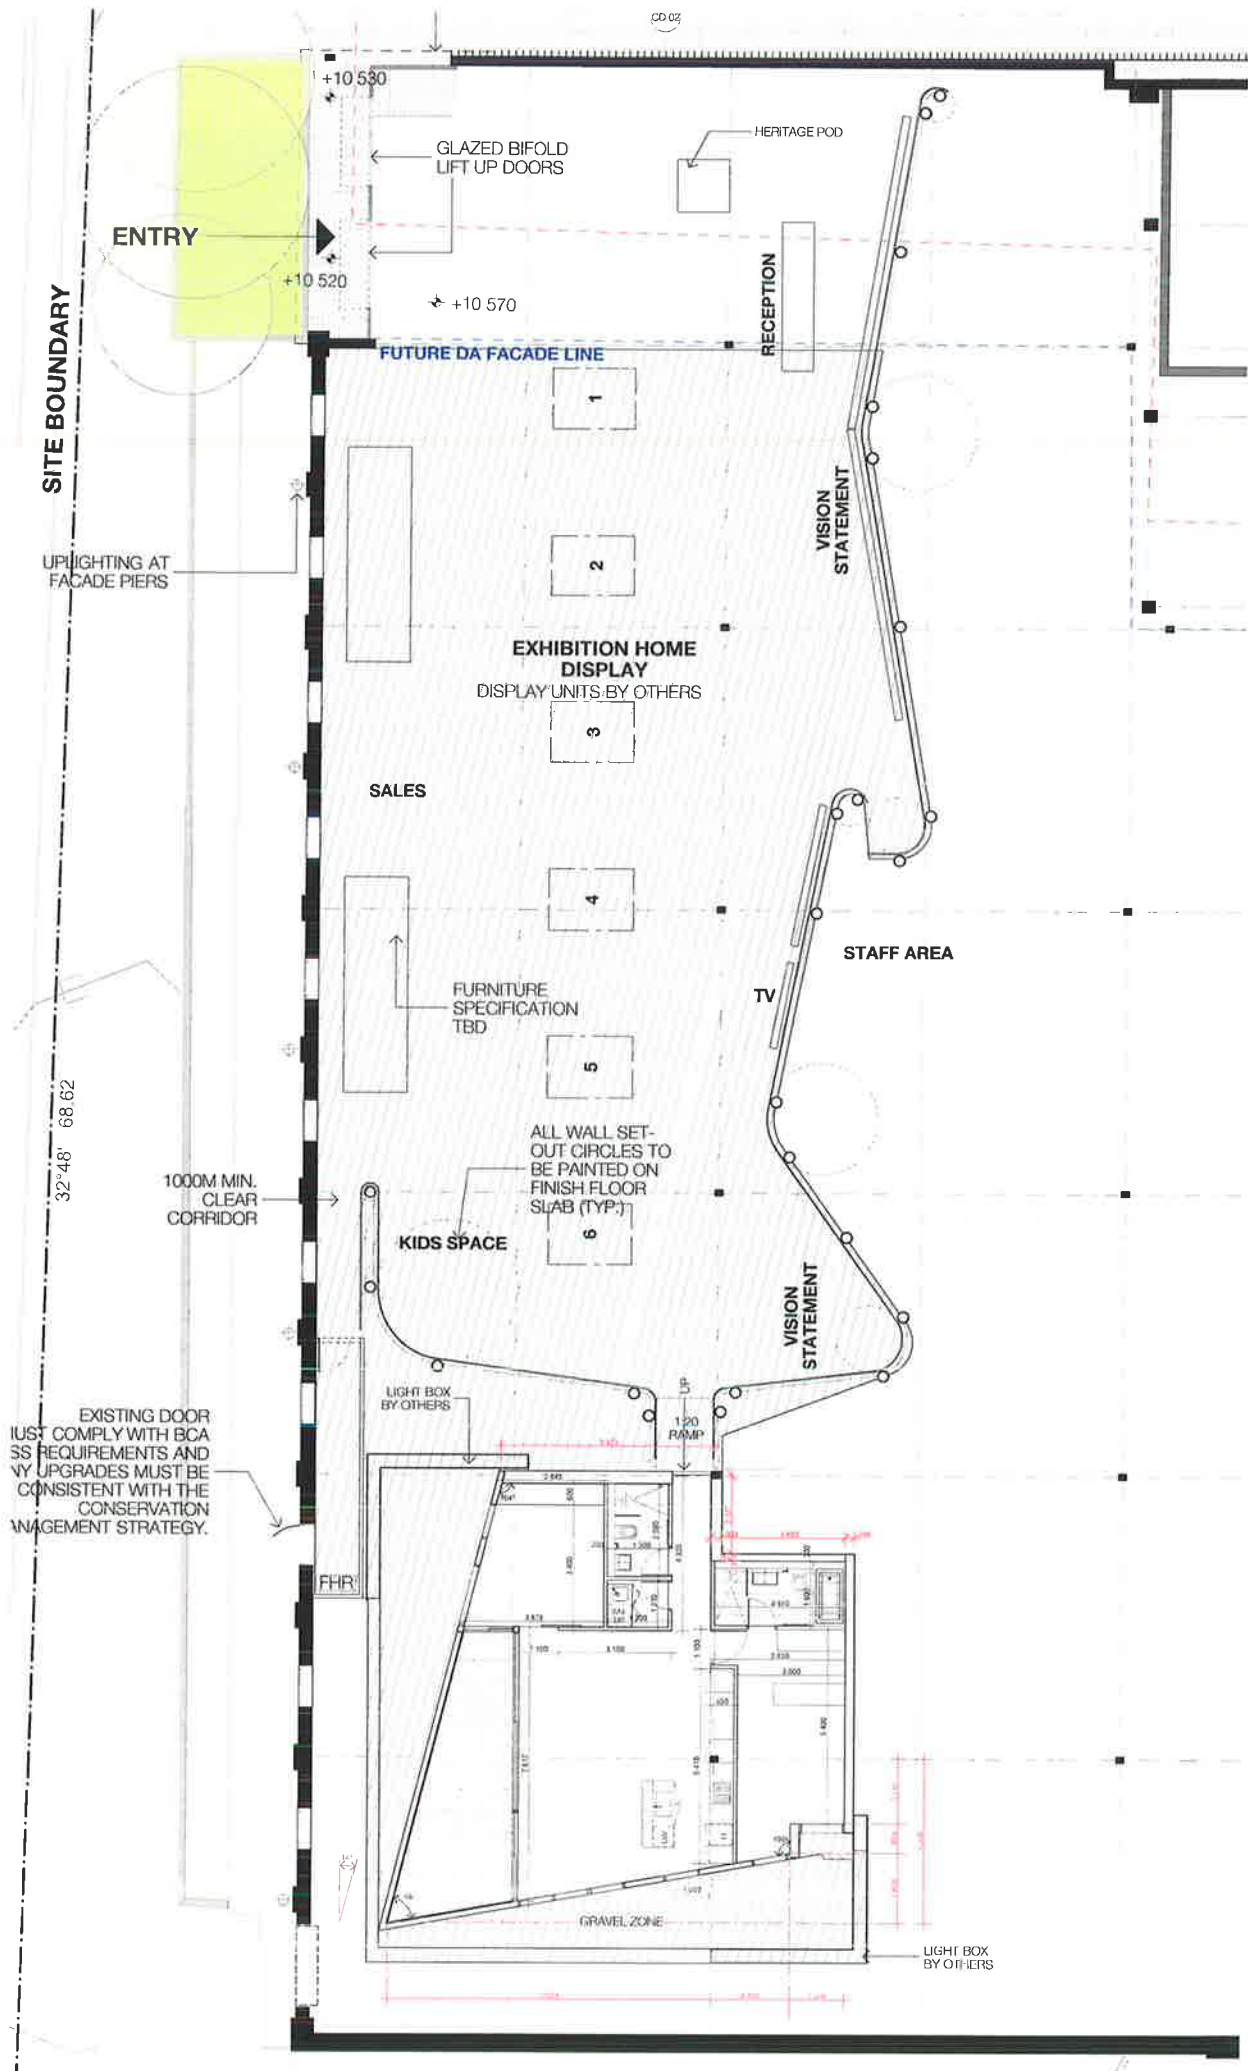 CD 02
+10 530
GLAZED BIFOLD
LIFT UP DOORS
HERITAGE POD
ENTRY
+10 520
+10 570
RECEPTION
SITE BOUNDARY
FUTURE DA FACADE LINE
1
VISION
STATEMENT
UPLIGHTING AT
FACADE PIERS
2
EXHIBITION HOME
DISPLAY
DISPLAY UNITS BY OTHERS
3
SALES
4
STAFF AREA
FURNITURE
SPECIFICATION
TBD
TV
5
32°48' 68.62
ALL WALL SET-
OUT CIRCLES TO
BE PAINTED ON
FINISH FLOOR
SLAB (TYP.)
1000M MIN.
CLEAR
CORRIDOR
6
KIDS SPACE
VISION
STATEMENT
LIGHT BOX
BY OTHERS
UP
1:20
RAMP
EXISTING DOOR
UST COMPLY WITH BCA
SS REQUIREMENTS AND
NY UPGRADES MUST BE
CONSISTENT WITH THE
CONSERVATION
ANAGEMENT STRATEGY.
FHR
GRAVEL ZONE
LIGHT BOX
BY OTHERS